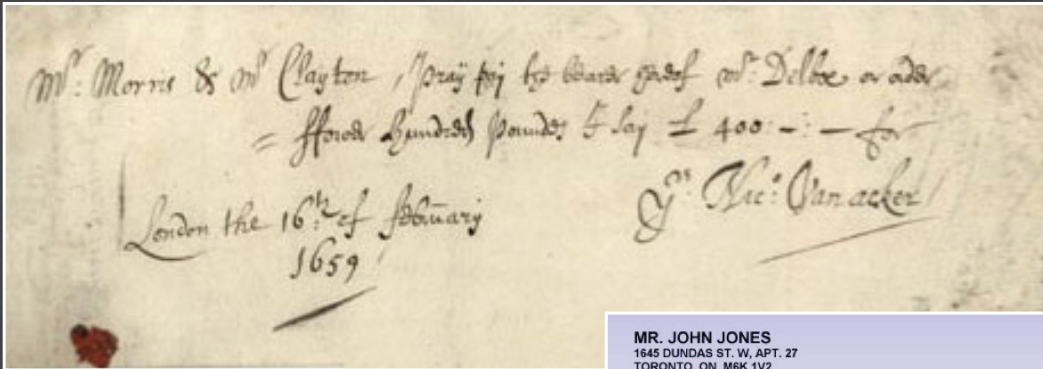 Mr: Morris & Mr Clayton, Pray pay the bearer hereof Mr: Delboe or order
= ffower hundred Pounds I say £ 400:-:- for
Yrs. Nic: Vanacker
London the 16th of february
1659
MR. JOHN JONES
1645 DUNDAS ST. W, APT. 27
TORONTO, ON M6K 1V2